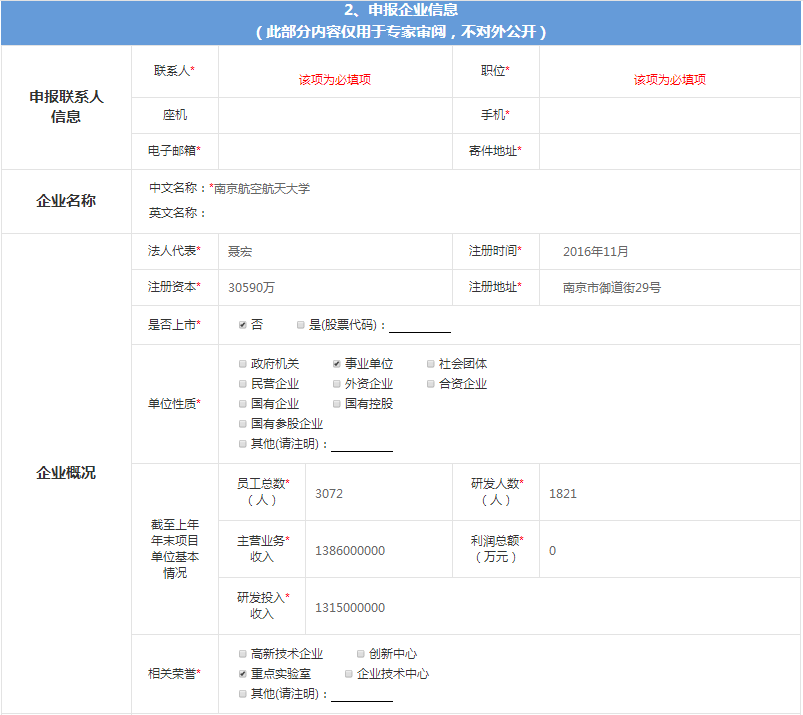 2、申报企业信息
（此部分内容仅用于专家审阅，不对外公开）
申报联系人
信息
联系人*
该项为必填项
职位*
该项为必填项
座机
手机*
电子邮箱*
寄件地址*
企业名称
中文名称：*南京航空航天大学
英文名称：
企业概况
法人代表*
聂宏
注册时间*
2016年11月
注册资本*
30590万
注册地址*
南京市御道街29号
是否上市*
否 是(股票代码)：
单位性质*
政府机关 事业单位 社会团体
民营企业 外资企业 合资企业
国有企业 国有控股
国有参股企业
其他(请注明)：
截至上年
年末项目
单位基本
情况
员工总数*
（人）
3072
研发人数*
（人）
1821
主营业务*
收入
1386000000
利润总额*
（万元）
0
研发投入*
收入
1315000000
相关荣誉*
高新技术企业 创新中心
重点实验室 企业技术中心
其他(请注明)：